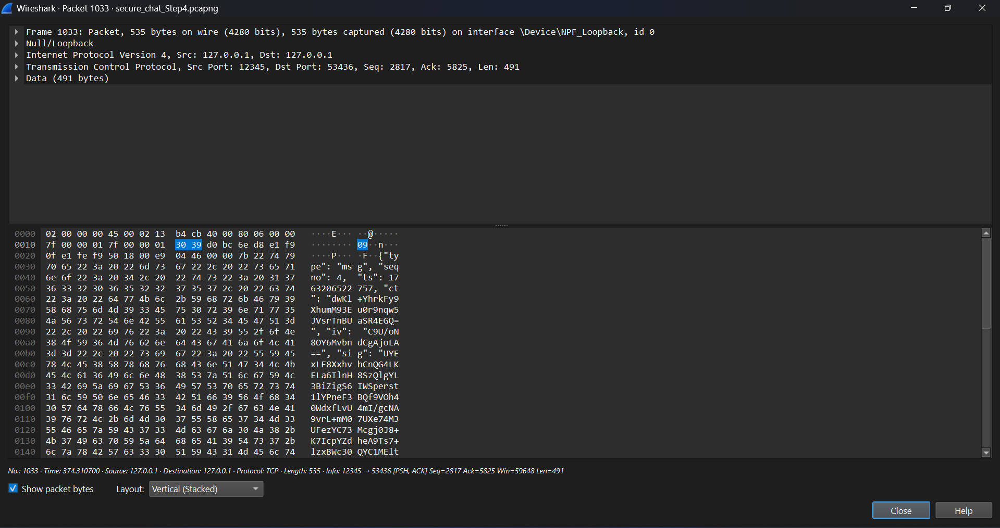 Wireshark · Packet 1033 · secure_chat_Step4.pcapng
Frame 1033: Packet, 535 bytes on wire (4280 bits), 535 bytes captured (4280 bits) on interface \Device\NPF_Loopback, id 0
Null/Loopback
Internet Protocol Version 4, Src: 127.0.0.1, Dst: 127.0.0.1
Transmission Control Protocol, Src Port: 12345, Dst Port: 53436, Seq: 2817, Ack: 5825, Len: 491
Data (491 bytes)
0000 02 00 00 00 45 00 02 13 b4 cb 40 00 80 06 00 00 ····E··· ··@·····
0010 7f 00 00 01 7f 00 00 01 30 39 d0 bc 6e d8 e1 f9 ········ 09··n···
0020 0f e1 fe f9 50 18 00 e9 04 46 00 00 7b 22 74 79 ····P··· ·F··{"ty
0030 70 65 22 3a 20 22 6d 73 67 22 2c 20 22 73 65 71 pe": "ms g", "seq
0040 6e 6f 22 3a 20 34 2c 20 22 74 73 22 3a 20 31 37 no": 4, "ts": 17
0050 36 33 32 30 36 35 32 32 37 35 37 2c 20 22 63 74 63206522 757, "ct
0060 22 3a 20 22 64 77 4b 6c 2b 59 68 72 6b 46 79 39 ": "dwKl +YhrkFy9
0070 58 68 75 6d 4d 39 33 45 75 30 72 39 6e 71 77 35 XhumM93E u0r9nqw5
0080 4a 56 73 72 54 6e 42 55 61 53 52 34 45 47 51 3d JVsrTnBU aSR4EGQ=
0090 22 2c 20 22 69 76 22 3a 20 22 43 39 55 2f 6f 4e ", "iv": "C9U/oN
00a0 38 4f 59 36 4d 76 62 6e 64 43 67 41 6a 6f 4c 41 8OY6Mvbn dCgAjoLA
00b0 3d 3d 22 2c 20 22 73 69 67 22 3a 20 22 55 59 45 ==", "si g": "UYE
00c0 78 4c 45 38 58 78 68 76 68 43 6e 51 47 34 4c 4b xLE8Xxhv hCnQG4LK
00d0 45 4c 61 36 49 6c 6e 48 38 53 7a 51 6c 67 59 4c ELa6IlnH 8SzQlgYL
00e0 33 42 69 5a 69 67 53 36 49 57 53 70 65 72 73 74 3BiZigS6 IWSperst
00f0 31 6c 59 50 6e 65 46 33 42 51 66 39 56 4f 68 34 1lYPneF3 BQf9VOh4
0100 30 57 64 78 66 4c 76 55 34 6d 49 2f 67 63 4e 41 0WdxfLvU 4mI/gcNA
0110 39 76 72 4c 2b 6d 4d 30 37 55 58 65 37 34 4d 33 9vrL+mM0 7UXe74M3
0120 55 46 65 7a 59 43 37 33 4d 63 67 6a 30 4a 38 2b UFezYC73 Mcgj0J8+
0130 4b 37 49 63 70 59 5a 64 68 65 41 39 54 73 37 2b K7IcpYZd heA9Ts7+
0140 6c 7a 78 42 57 63 33 30 51 59 43 31 4d 45 6c 74 lzxBWc30 QYC1MElt
No.: 1033 · Time: 374.310700 · Source: 127.0.0.1 · Destination: 127.0.0.1 · Protocol: TCP · Length: 535 · Info: 12345 → 53436 [PSH, ACK] Seq=2817 Ack=5825 Win=59648 Len=491
Show packet bytes
Layout: Vertical (Stacked)
Close
Help